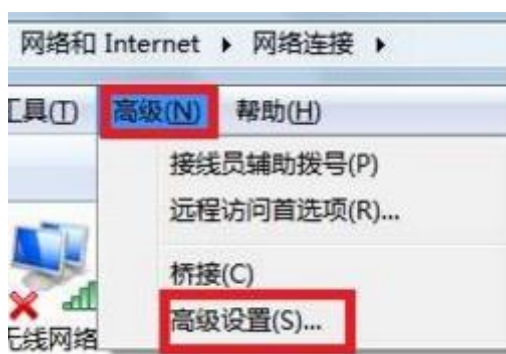 网络和 Internet ▸ 网络连接 ▸
工具(T) 高级(N) 帮助(H)
接线员辅助拨号(P)
远程访问首选项(R)...
桥接(C)
高级设置(S)...
无线网络